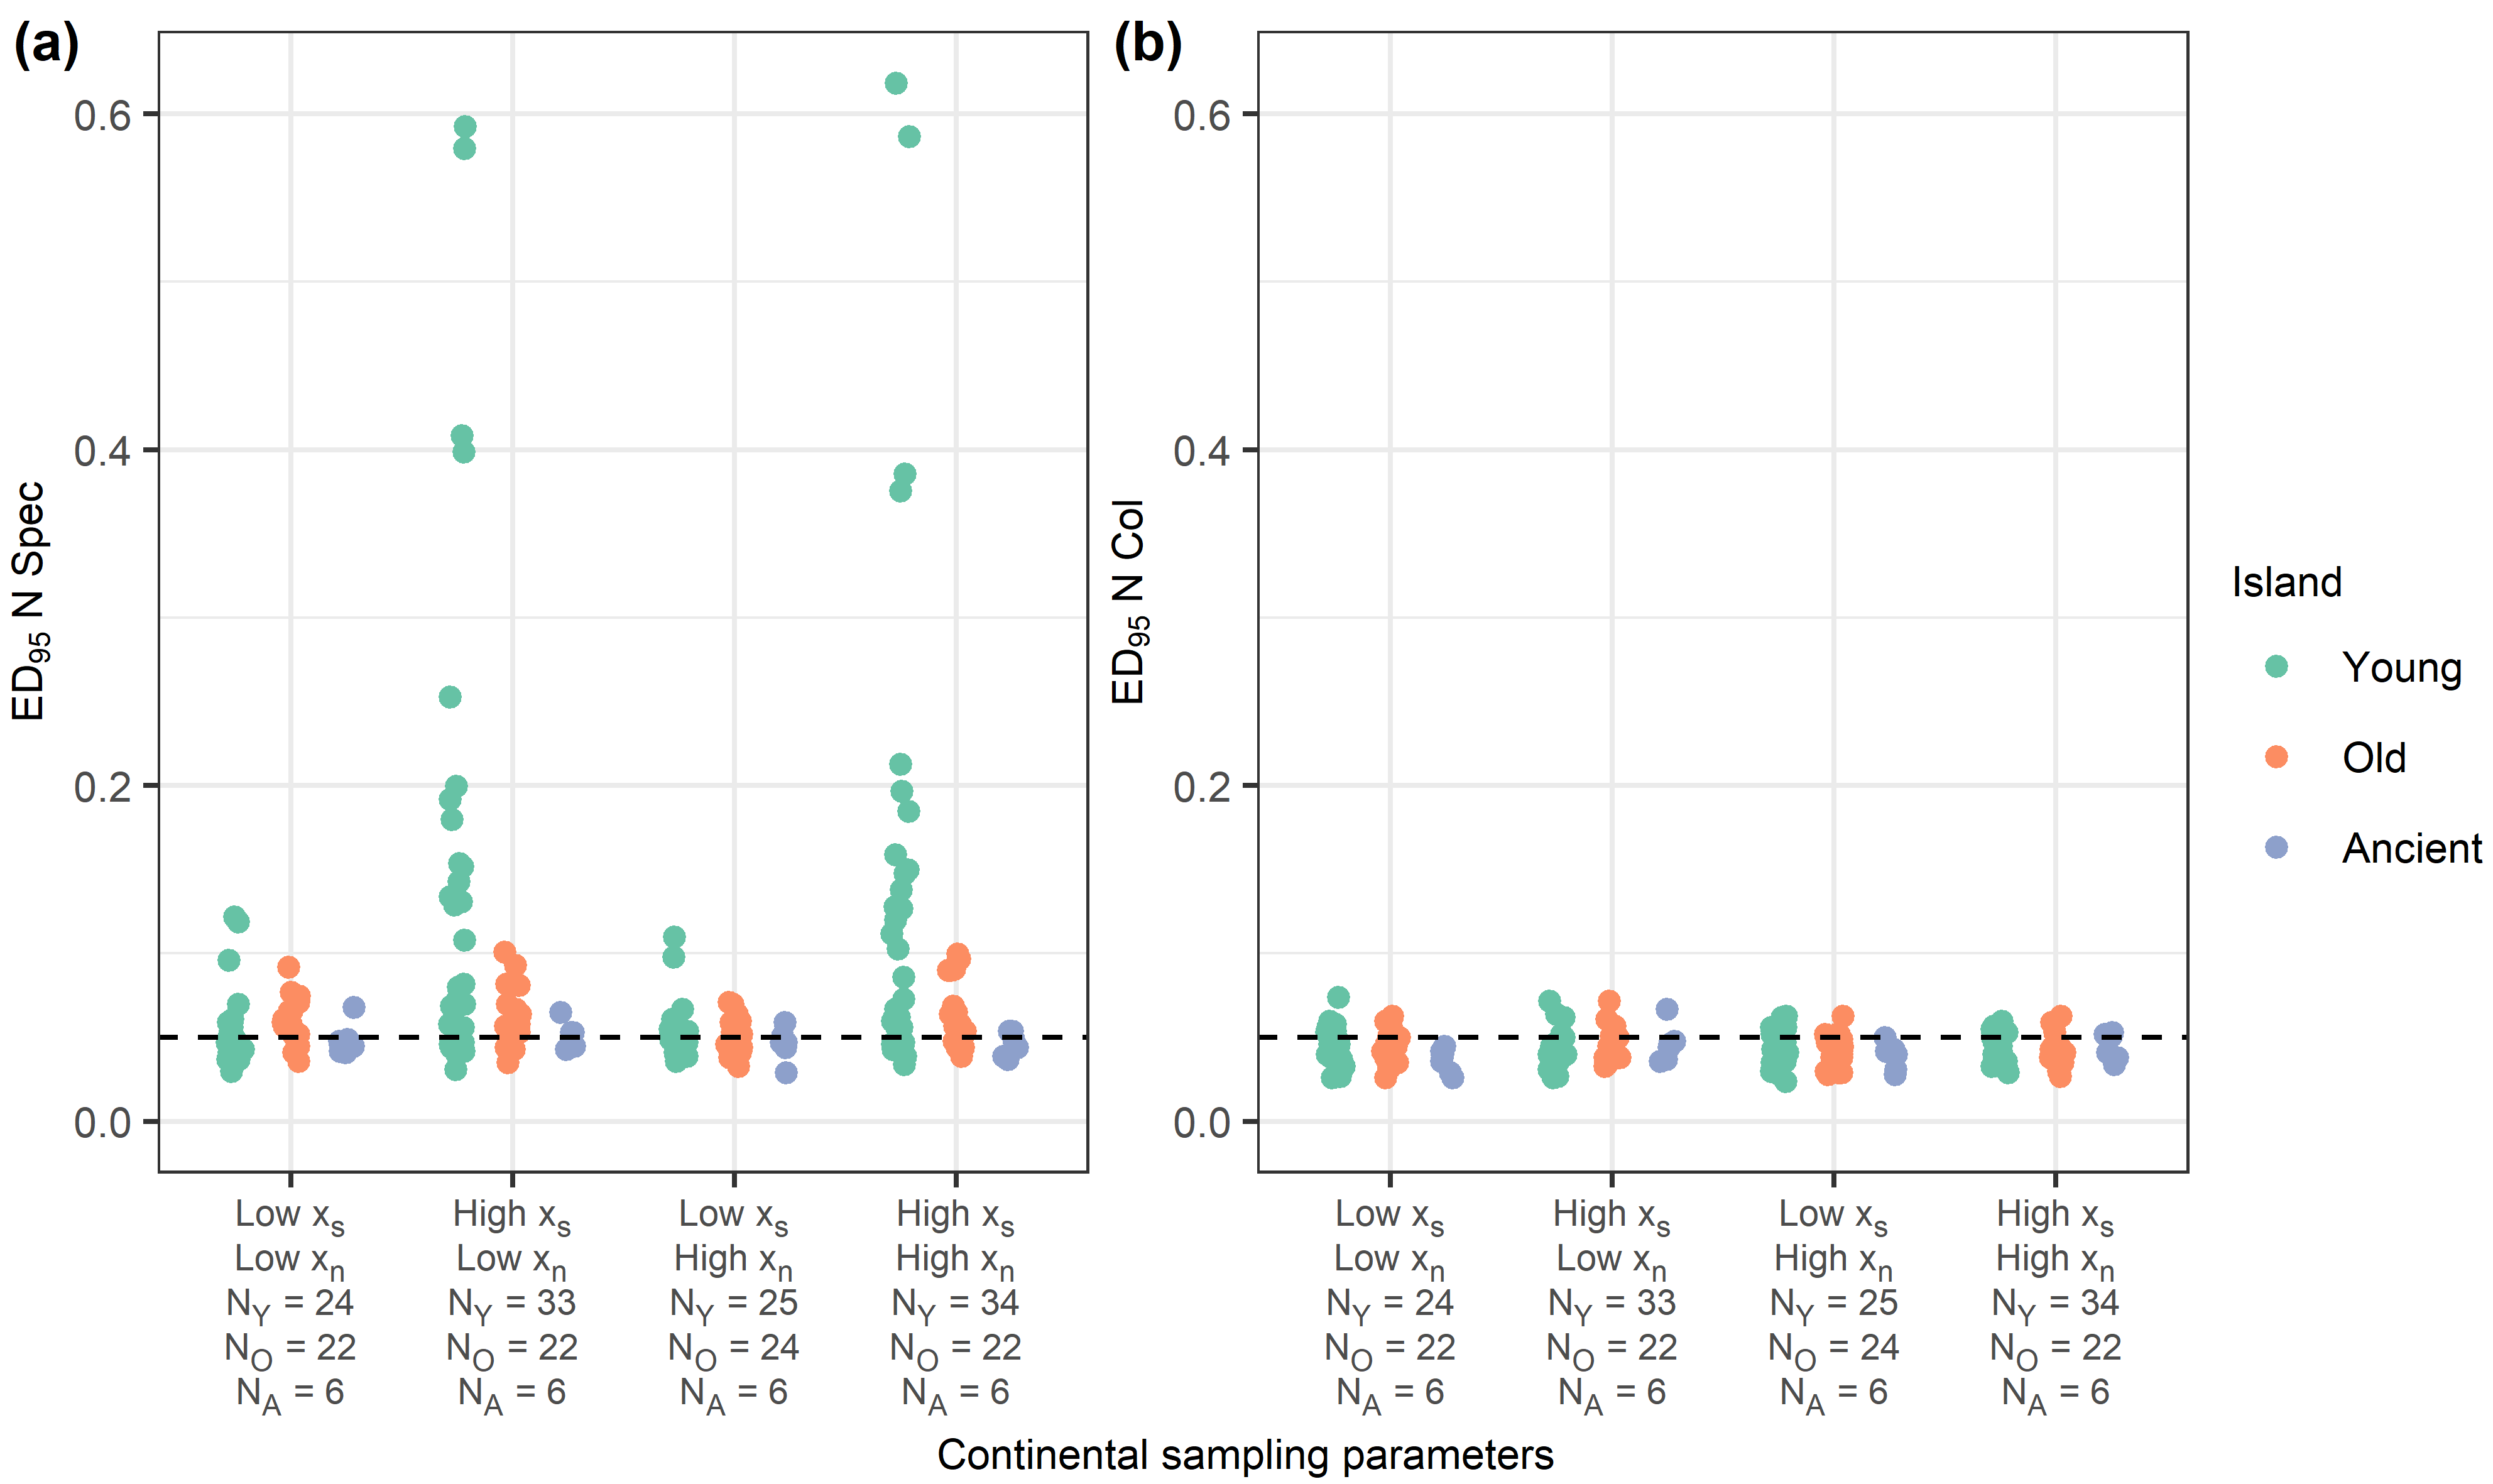 (a)
ED95 N Spec
0.6
0.4
0.2
0.0
Low xs
Low xn
NY = 24
NO = 22
NA = 6
High xs
Low xn
NY = 33
NO = 22
NA = 6
Low xs
High xn
NY = 25
NO = 24
NA = 6
High xs
High xn
NY = 34
NO = 22
NA = 6
(b)
ED95 N Col
0.6
0.4
0.2
0.0
Low xs
Low xn
NY = 24
NO = 22
NA = 6
High xs
Low xn
NY = 33
NO = 22
NA = 6
Low xs
High xn
NY = 25
NO = 24
NA = 6
High xs
High xn
NY = 34
NO = 22
NA = 6
Continental sampling parameters
Island
Young
Old
Ancient